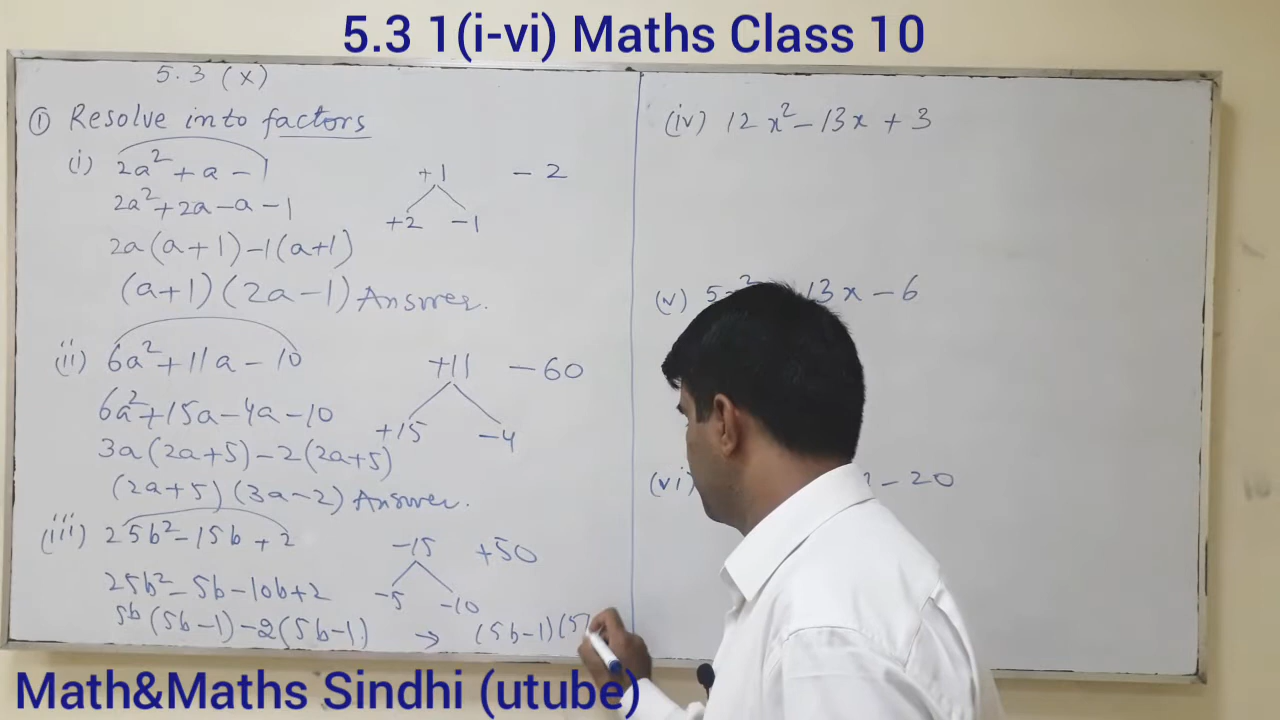 5.3 1(i-vi) Maths Class 10
5.3 (x)
① Resolve into factors
(i) 2a² + a - 1
+1 - 2
2a² + 2a - a - 1
+2 -1
2a (a + 1) - 1 (a + 1)
(a + 1) (2a - 1) Answer.
(ii) 6a² + 11a - 10
+11 - 60
6a² + 15a - 4a - 10
+15 -4
3a (2a + 5) - 2 (2a + 5)
(2a + 5) (3a - 2) Answer.
(iii) 25b² - 15b + 2
-15 +50
25b² - 5b - 10b + 2
-5 -10
5b (5b - 1) - 2 (5b - 1) → (5b - 1) (5
(iv) 12x² - 13x + 3
(v) 13x - 6
(vi) - 20
Math&Maths Sindhi (utube)